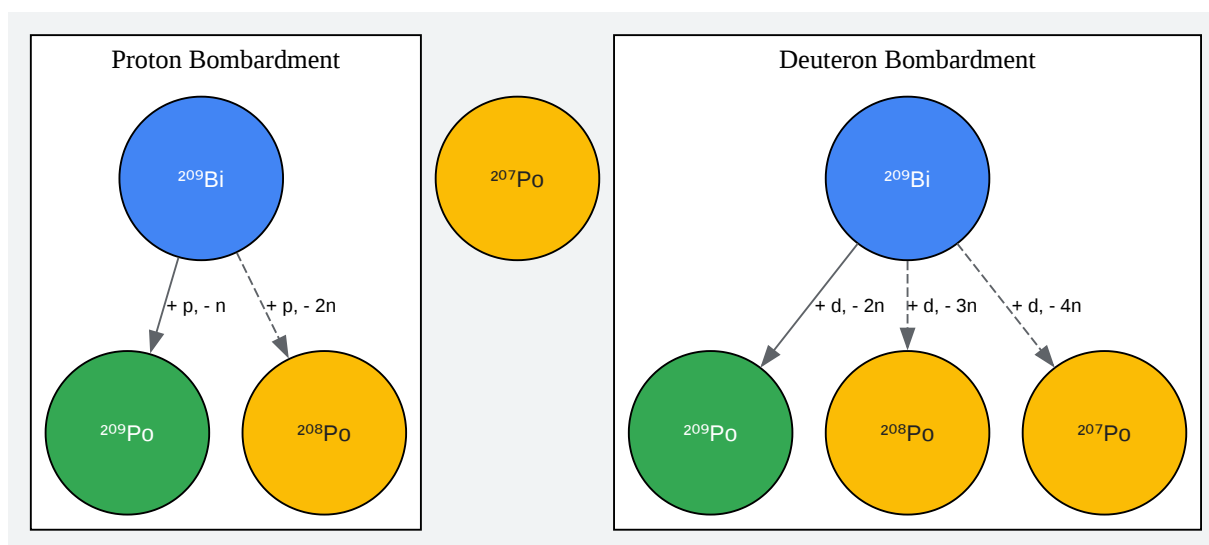 Proton Bombardment
²⁰⁹Bi
+ p, - n
+ p, - 2n
²⁰⁹Po
²⁰⁸Po
²⁰⁷Po
Deuteron Bombardment
²⁰⁹Bi
+ d, - 2n
+ d, - 3n
+ d, - 4n
²⁰⁹Po
²⁰⁸Po
²⁰⁷Po